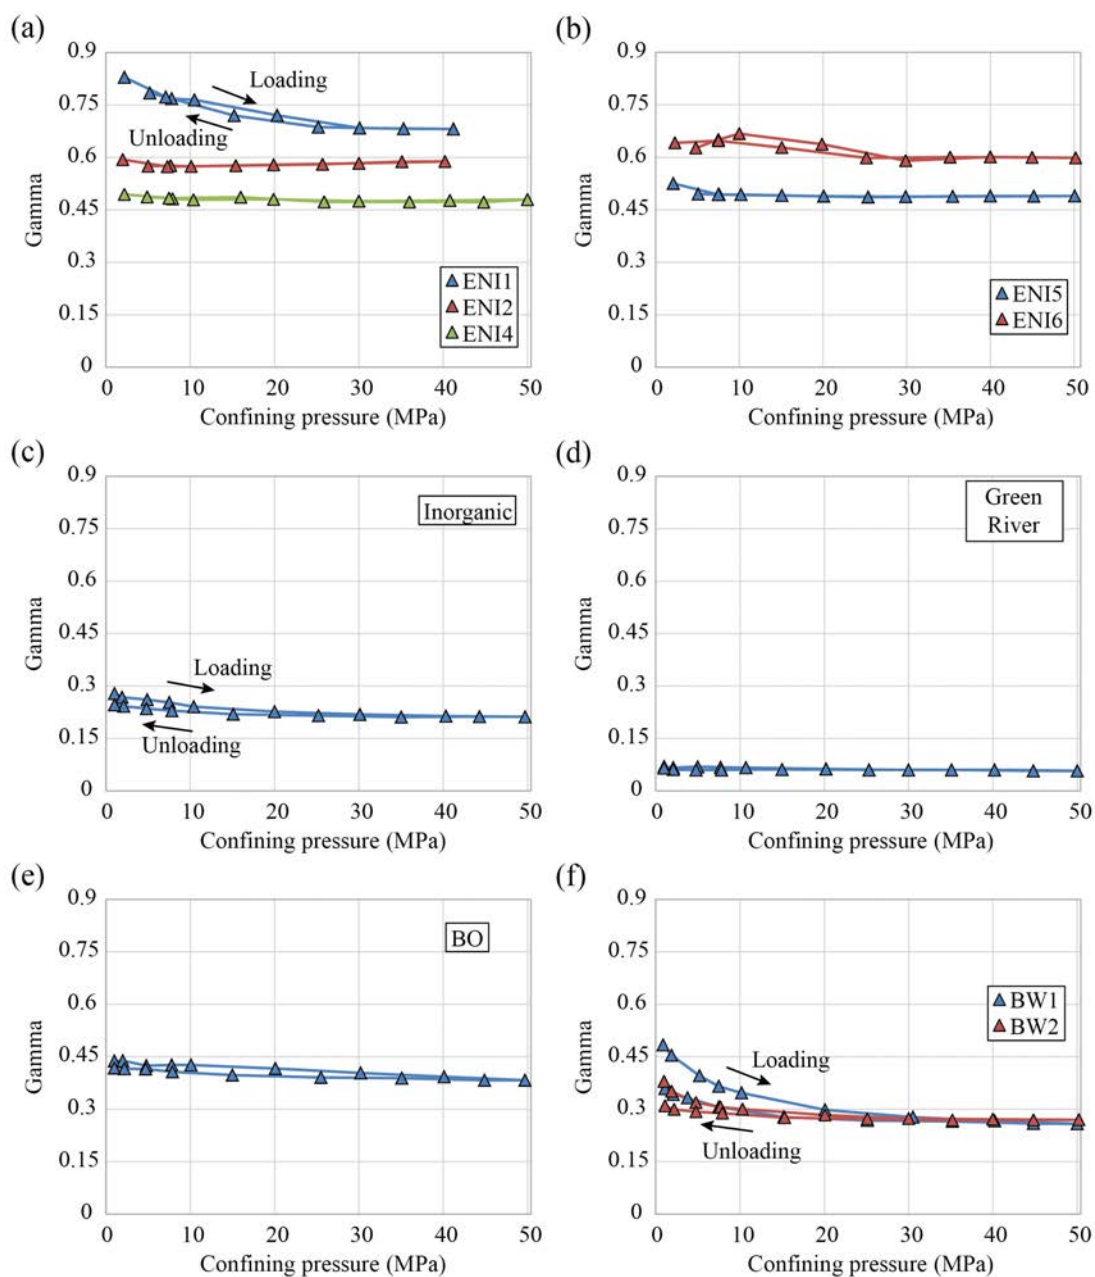 (a)
0.9
0.75
0.6
0.45
0.3
0.15
0
Gamma
Loading
Unloading
ENI1
ENI2
ENI4
0 10 20 30 40 50
Confining pressure (MPa)
(b)
0.9
0.75
0.6
0.45
0.3
0.15
0
Gamma
ENI5
ENI6
0 10 20 30 40 50
Confining pressure (MPa)
(c)
0.9
0.75
0.6
0.45
0.3
0.15
0
Gamma
Inorganic
Loading
Unloading
0 10 20 30 40 50
Confining pressure (MPa)
(d)
0.9
0.75
0.6
0.45
0.3
0.15
0
Gamma
Green
River
0 10 20 30 40 50
Confining pressure (MPa)
(e)
0.9
0.75
0.6
0.45
0.3
0.15
0
Gamma
BO
0 10 20 30 40 50
Confining pressure (MPa)
(f)
0.9
0.75
0.6
0.45
0.3
0.15
0
Gamma
BW1
BW2
Loading
Unloading
0 10 20 30 40 50
Confining pressure (MPa)